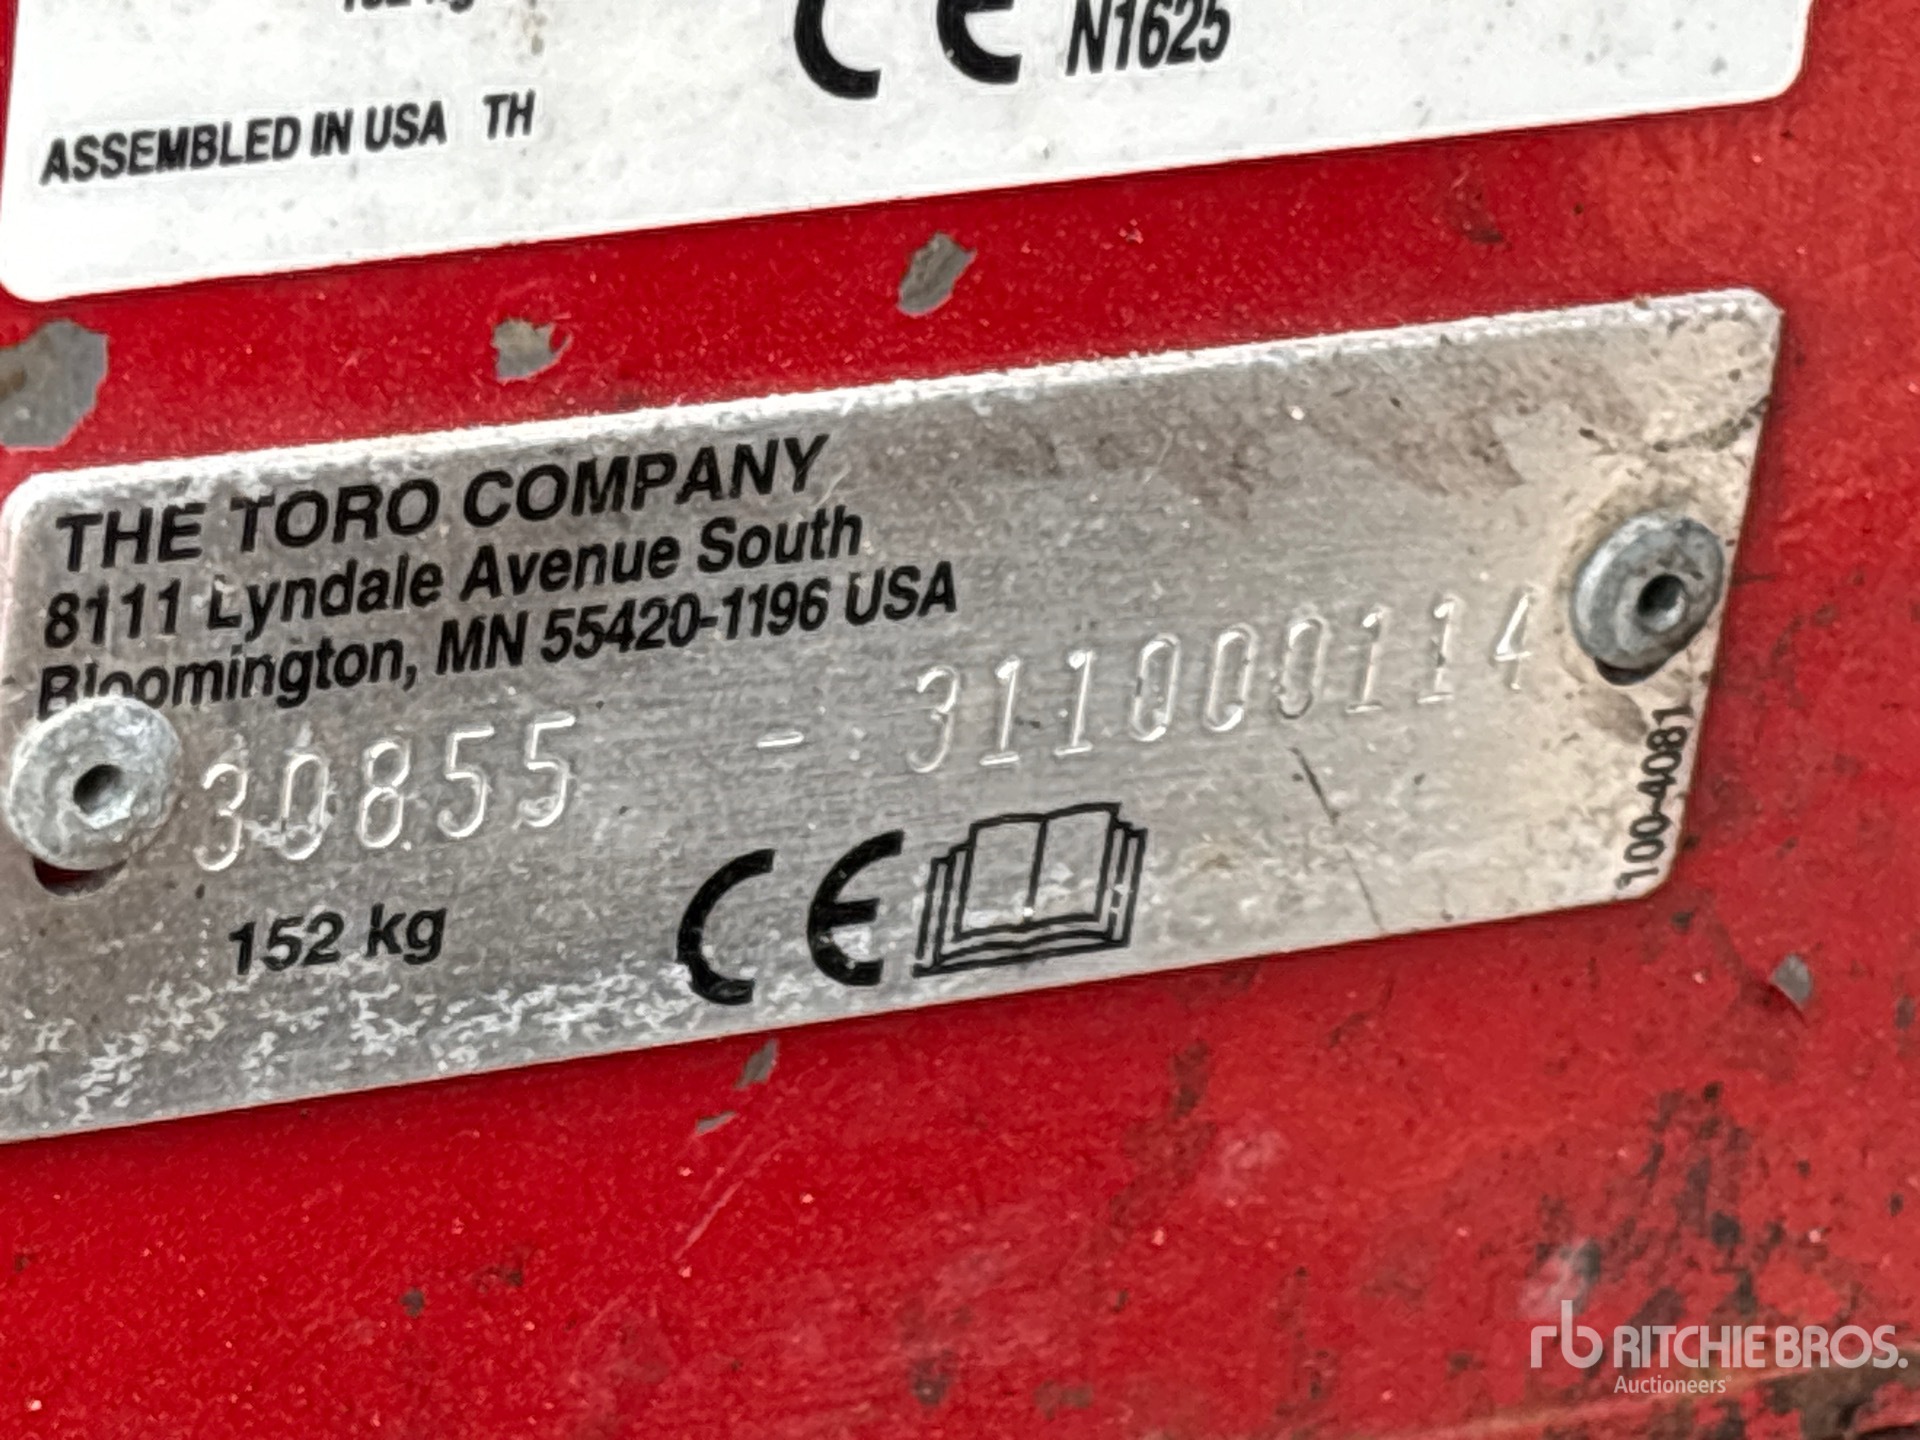 N1625
ASSEMBLED IN USA TH
THE TORO COMPANY
8111 Lyndale Avenue South
Bloomington, MN 55420-1196 USA
30855 - 311000114
152 kg
CE
100-4081
rb RITCHIE BROS.
Auctioneers